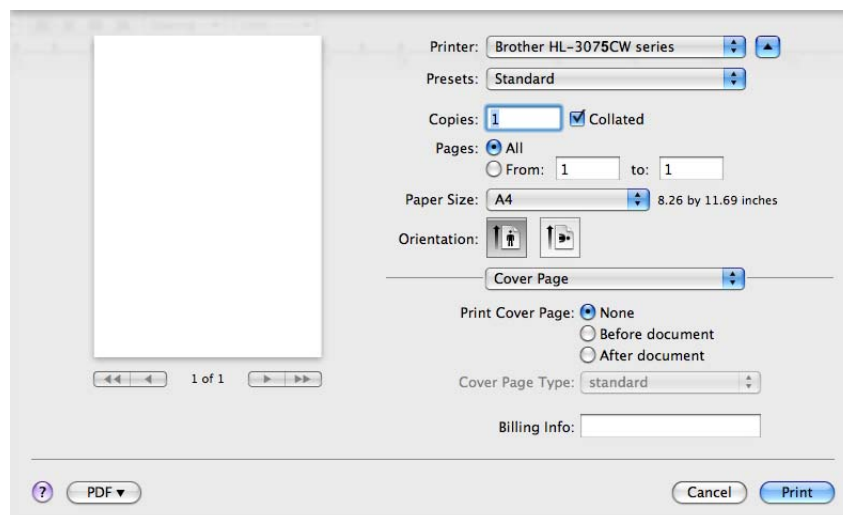 Printer: Brother HL-3075CW series
Presets: Standard
Copies: 1 Collated
Pages: All
From: 1 to: 1
Paper Size: A4 8.26 by 11.69 inches
Orientation:
Cover Page
Print Cover Page: None
Before document
After document
1 of 1
Cover Page Type: standard
Billing Info:
? PDF Cancel Print